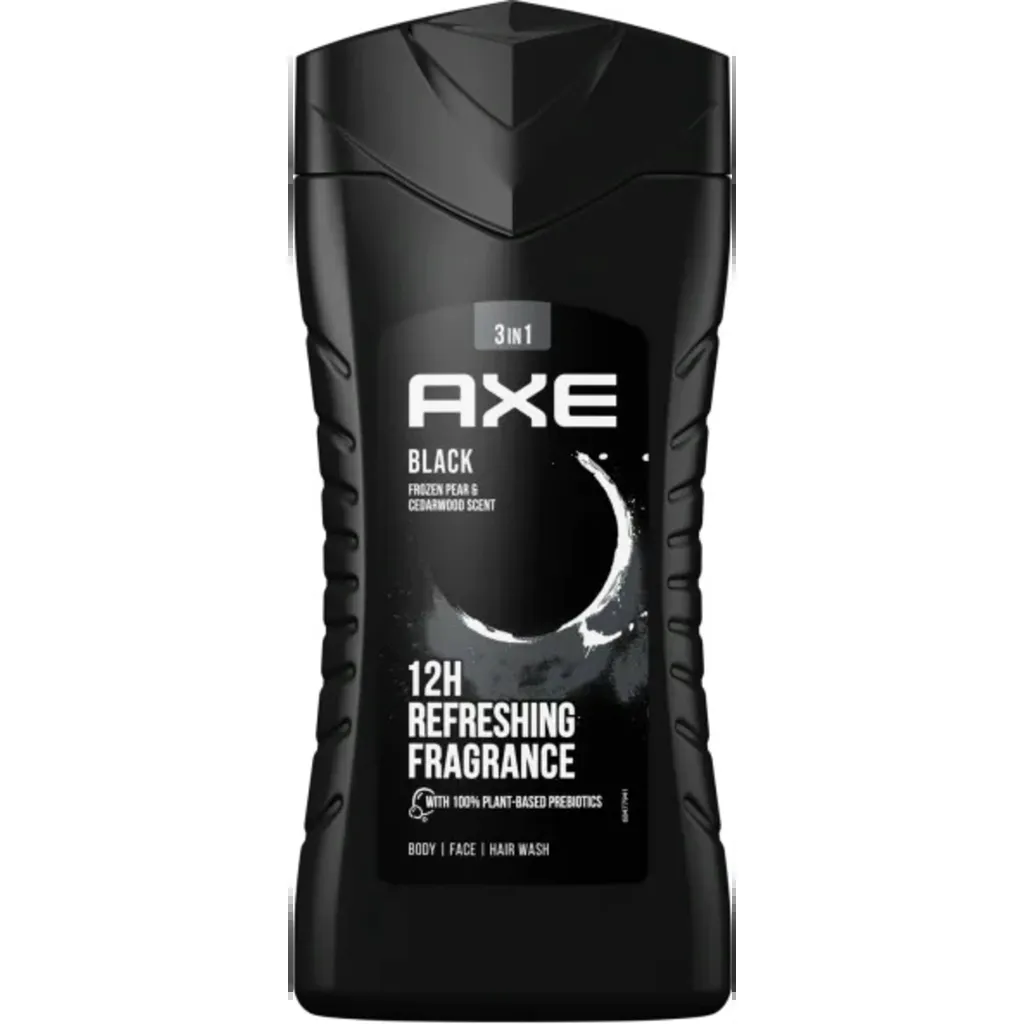 3 IN 1
AXE
BLACK
FROZEN PEAR &
CEDARWOOD SCENT
12H
REFRESHING
FRAGRANCE
WITH 100% PLANT-BASED PREBIOTICS
BODY | FACE | HAIR WASH